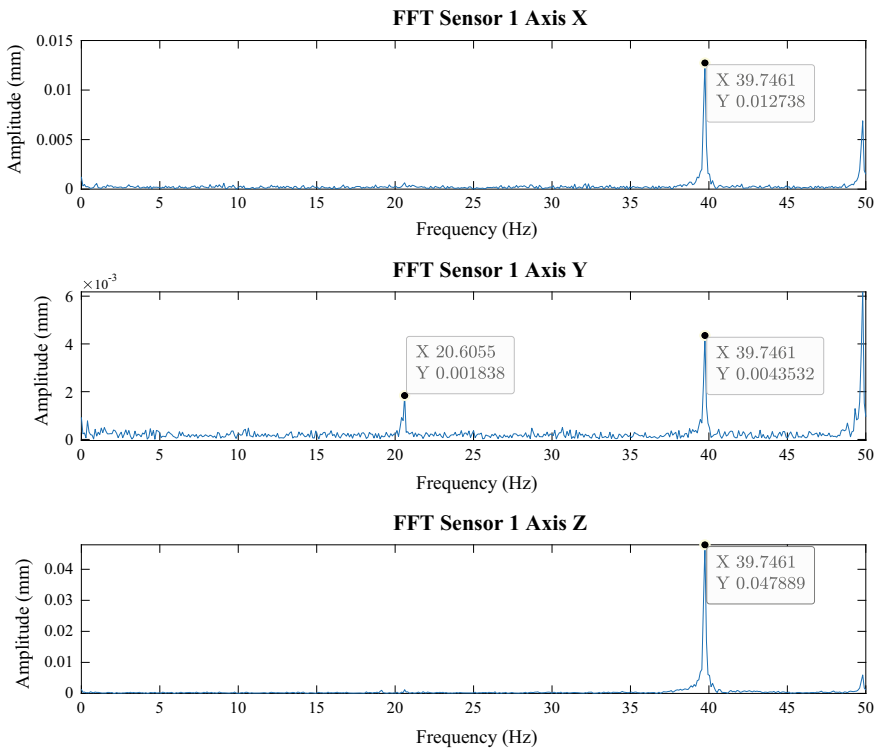 FFT Sensor 1 Axis X
Amplitude (mm)
0.015
0.01
0.005
0
X 39.7461
Y 0.012738
0 5 10 15 20 25 30 35 40 45 50
Frequency (Hz)
FFT Sensor 1 Axis Y
×10-3
Amplitude (mm)
6
4
2
0
X 20.6055
Y 0.001838
X 39.7461
Y 0.0043532
0 5 10 15 20 25 30 35 40 45 50
Frequency (Hz)
FFT Sensor 1 Axis Z
Amplitude (mm)
0.04
0.03
0.02
0.01
0
X 39.7461
Y 0.047889
0 5 10 15 20 25 30 35 40 45 50
Frequency (Hz)